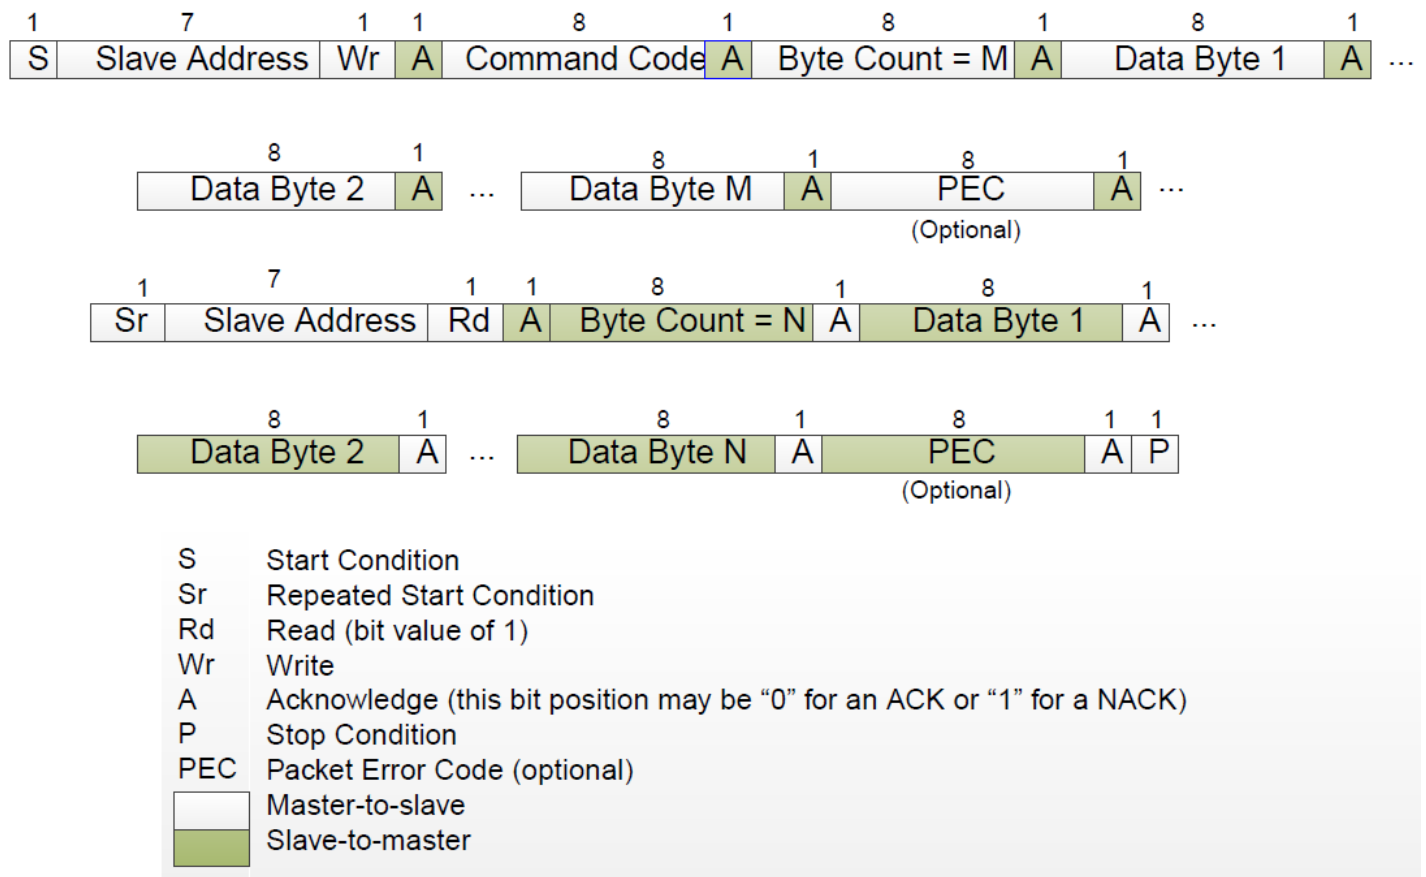 1 7 1 1 8 1 8 1 8 1
S Slave Address Wr A Command Code A Byte Count = M A Data Byte 1 A ...
8 1 8 1 8 1
Data Byte 2 A ... Data Byte M A PEC A ...
(Optional)
1 7 1 1 8 1 8 1
Sr Slave Address Rd A Byte Count = N A Data Byte 1 A ...
8 1 8 1 8 1 1
Data Byte 2 A ... Data Byte N A PEC A P
(Optional)
S Start Condition
Sr Repeated Start Condition
Rd Read (bit value of 1)
Wr Write
A Acknowledge (this bit position may be “0” for an ACK or “1” for a NACK)
P Stop Condition
PEC Packet Error Code (optional)
Master-to-slave
Slave-to-master